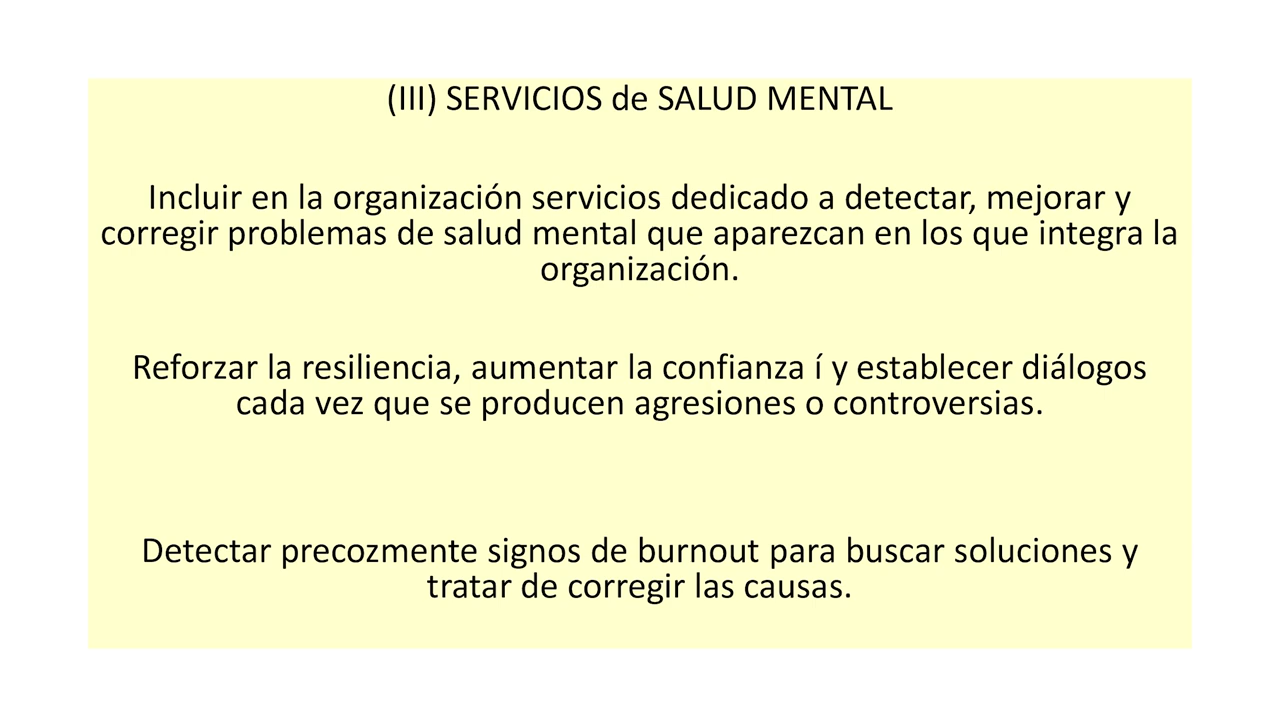 (III) SERVICIOS de SALUD MENTAL
Incluir en la organización servicios dedicado a detectar, mejorar y
corregir problemas de salud mental que aparezcan en los que integra la
organización.
Reforzar la resiliencia, aumentar la confianza í y establecer diálogos
cada vez que se producen agresiones o controversias.
Detectar precozmente signos de burnout para buscar soluciones y
tratar de corregir las causas.